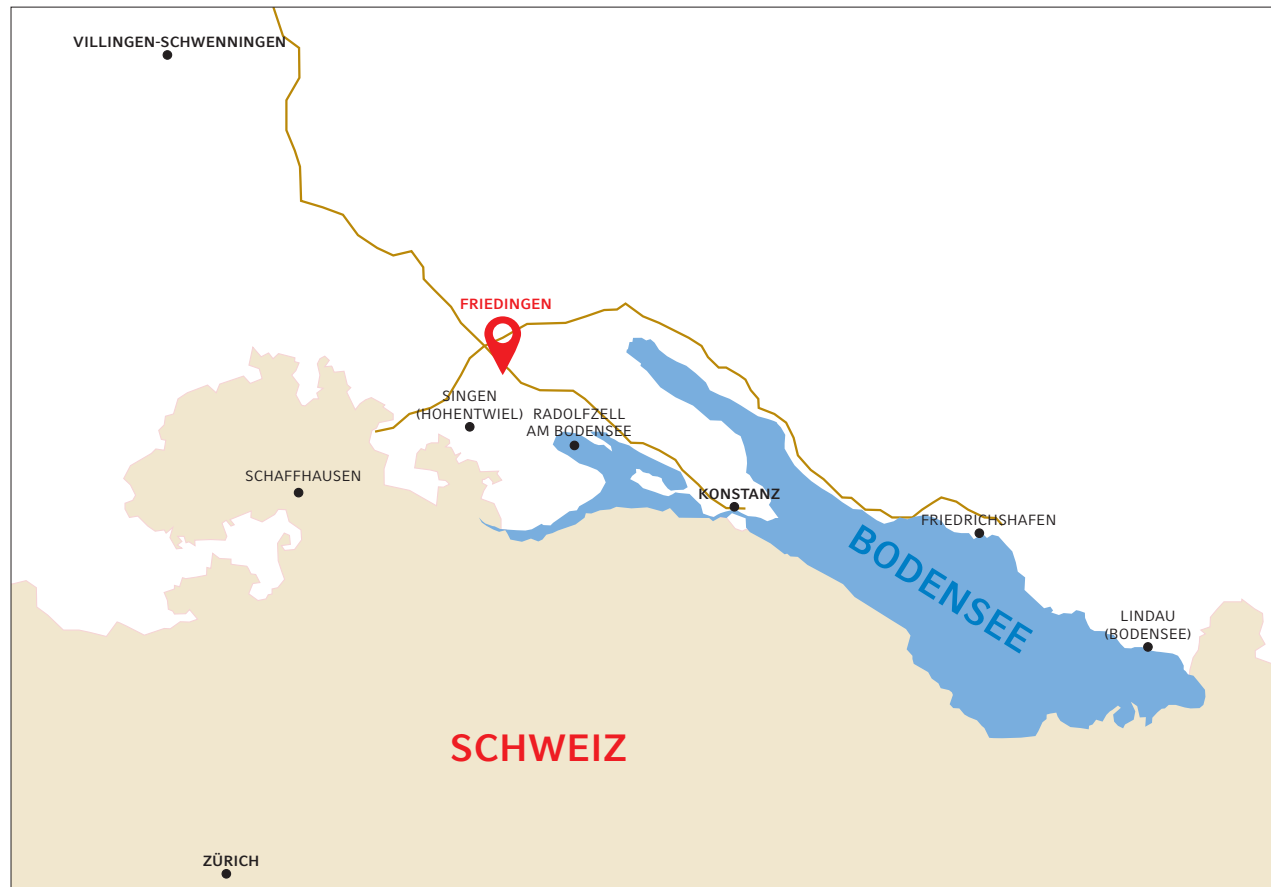 VILLINGEN-SCHWENNINGEN
FRIEDINGEN
SINGEN
(HOHENTWIEL)
RADOLFZELL
AM BODENSEE
SCHAFFHAUSEN
KONSTANZ
FRIEDRICHSHAFEN
BODENSEE
LINDAU
(BODENSEE)
SCHWEIZ
ZÜRICH